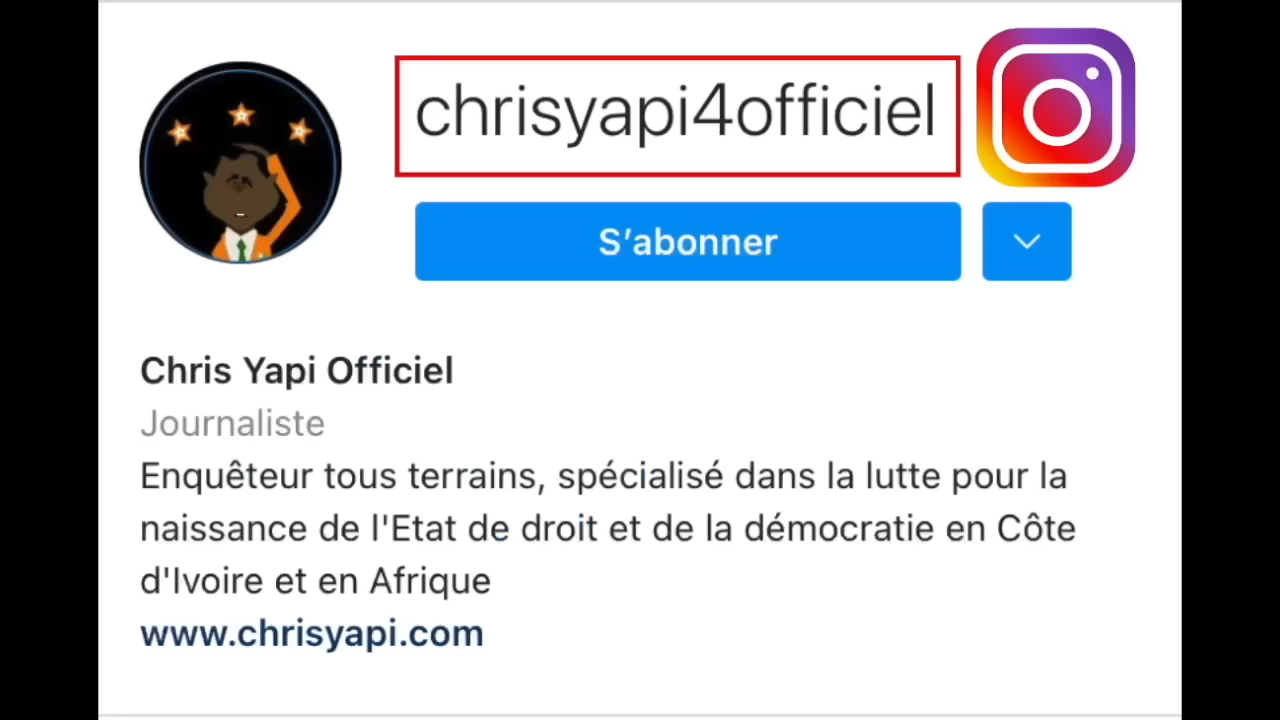 chrisyapi4officiel
S'abonner
Chris Yapi Officiel
Journaliste
Enquêteur tous terrains, spécialisé dans la lutte pour la
naissance de l'Etat de droit et de la démocratie en Côte
d'Ivoire et en Afrique
www.chrisyapi.com